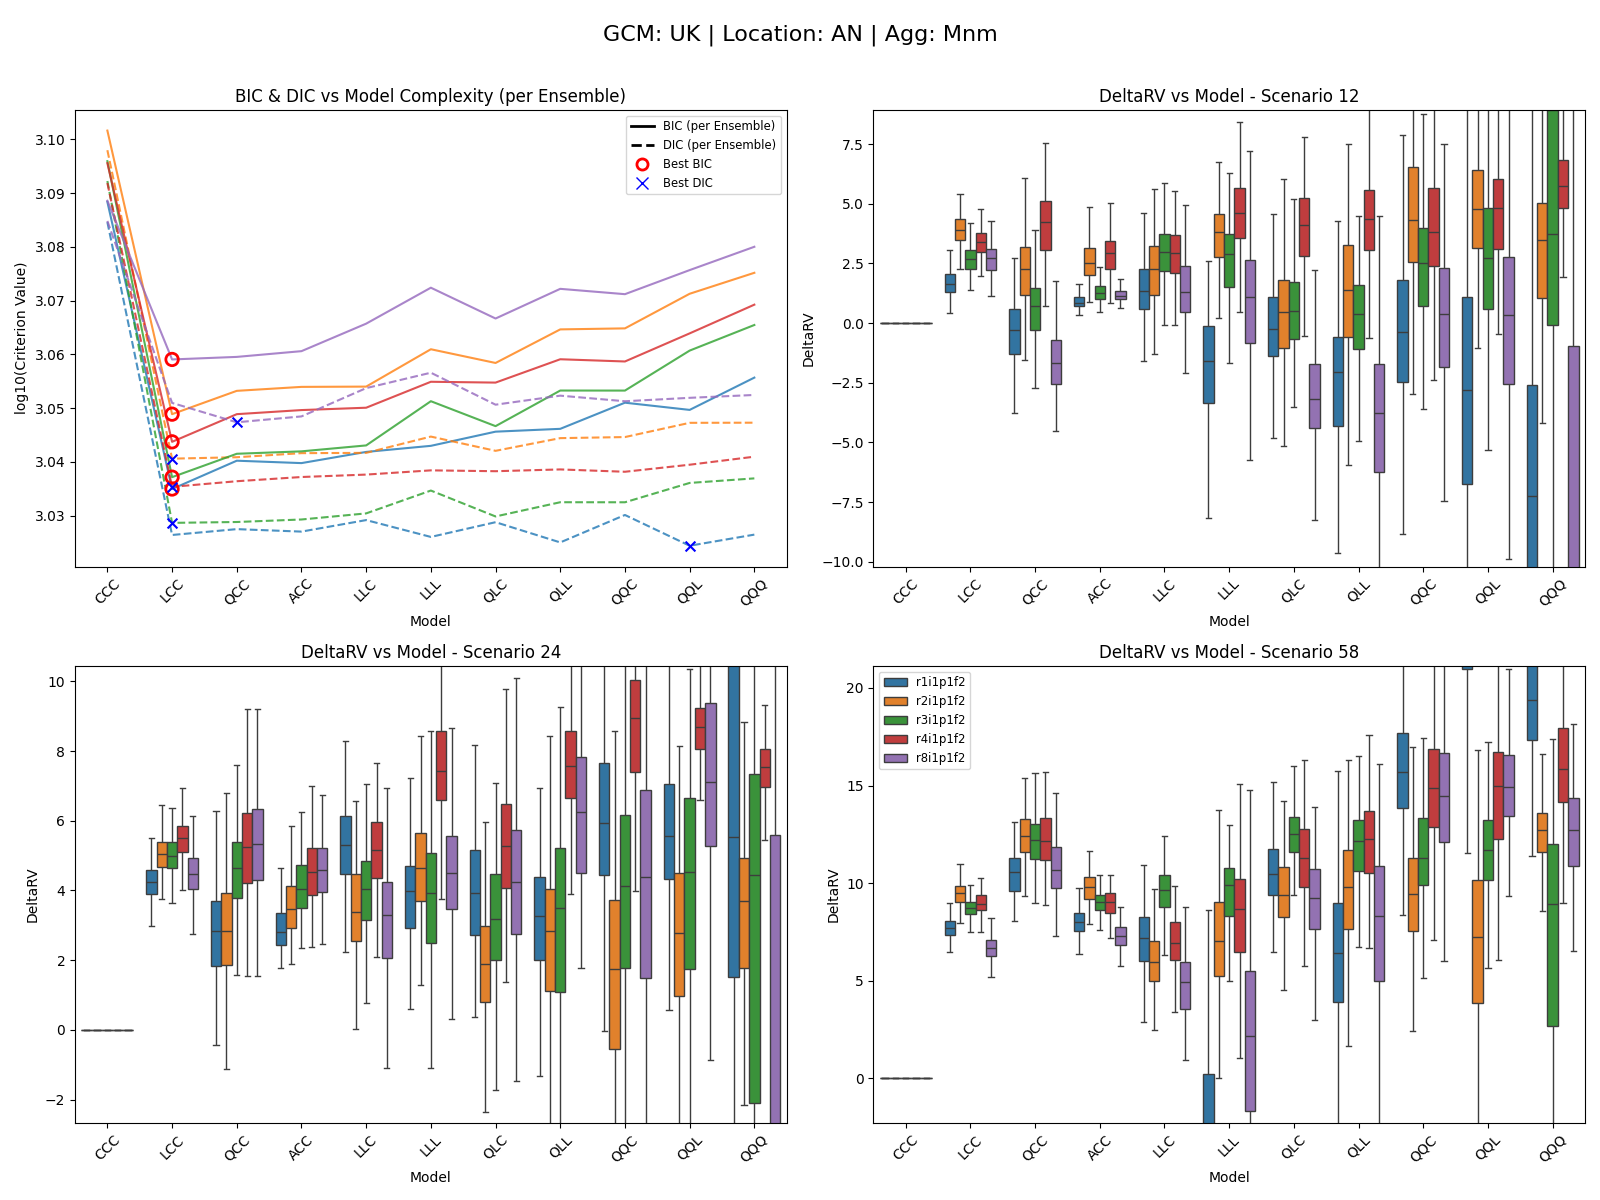 GCM: UK | Location: AN | Agg: Mnm
BIC & DIC vs Model Complexity (per Ensemble)
log10(Criterion Value)
3.10
3.09
3.08
3.07
3.06
3.05
3.04
3.03
BIC (per Ensemble)
DIC (per Ensemble)
Best BIC
Best DIC
CCC LCC QCC ACC LLC LLL QLC QLL QQC QQL QQQ
Model
DeltaRV vs Model - Scenario 12
DeltaRV
7.5
5.0
2.5
0.0
−2.5
−5.0
−7.5
−10.0
CCC LCC QCC ACC LLC LLL QLC QLL QQC QQL QQQ
Model
DeltaRV vs Model - Scenario 24
DeltaRV
10
8
6
4
2
0
−2
CCC LCC QCC ACC LLC LLL QLC QLL QQC QQL QQQ
Model
DeltaRV vs Model - Scenario 58
DeltaRV
20
15
10
5
0
r1i1p1f2
r2i1p1f2
r3i1p1f2
r4i1p1f2
r8i1p1f2
CCC LCC QCC ACC LLC LLL QLC QLL QQC QQL QQQ
Model